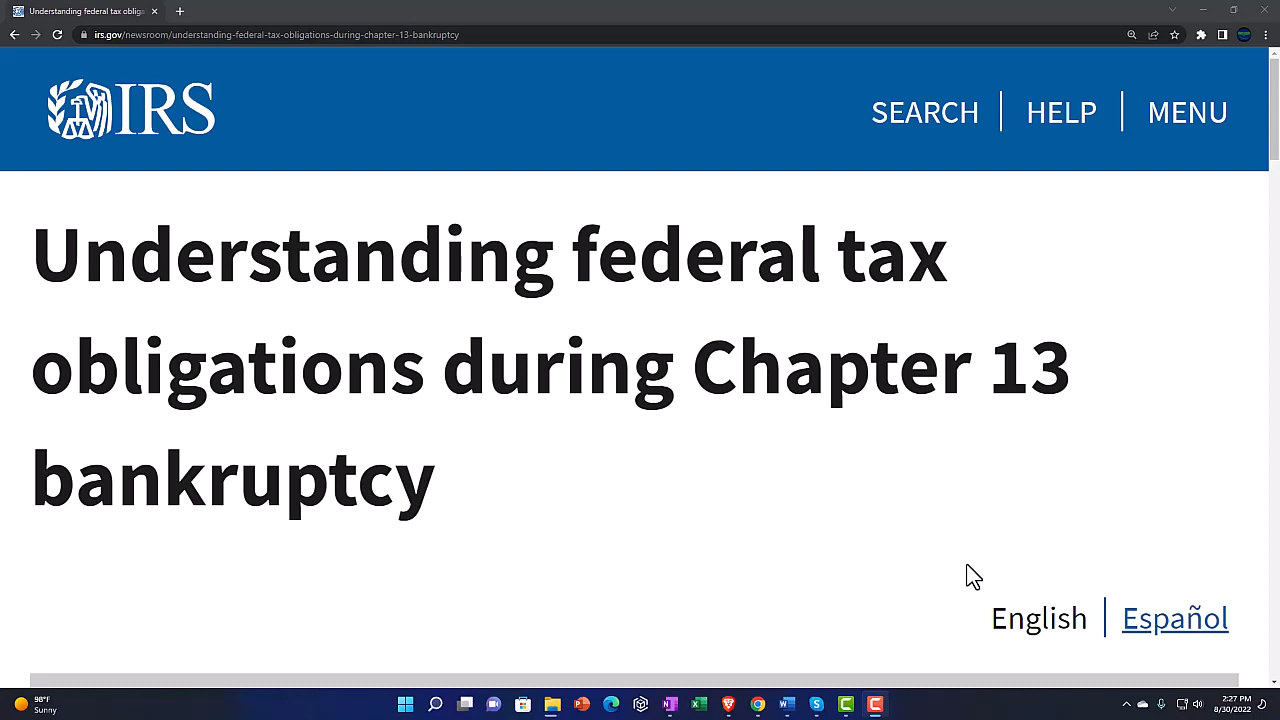 Understanding federal tax oblig
irs.gov/newsroom/understanding-federal-tax-obligations-during-chapter-13-bankruptcy
IRS
SEARCH
HELP
MENU
Understanding federal tax
obligations during Chapter 13
bankruptcy
English
Español
98°F
Sunny
2:27 PM
8/30/2022